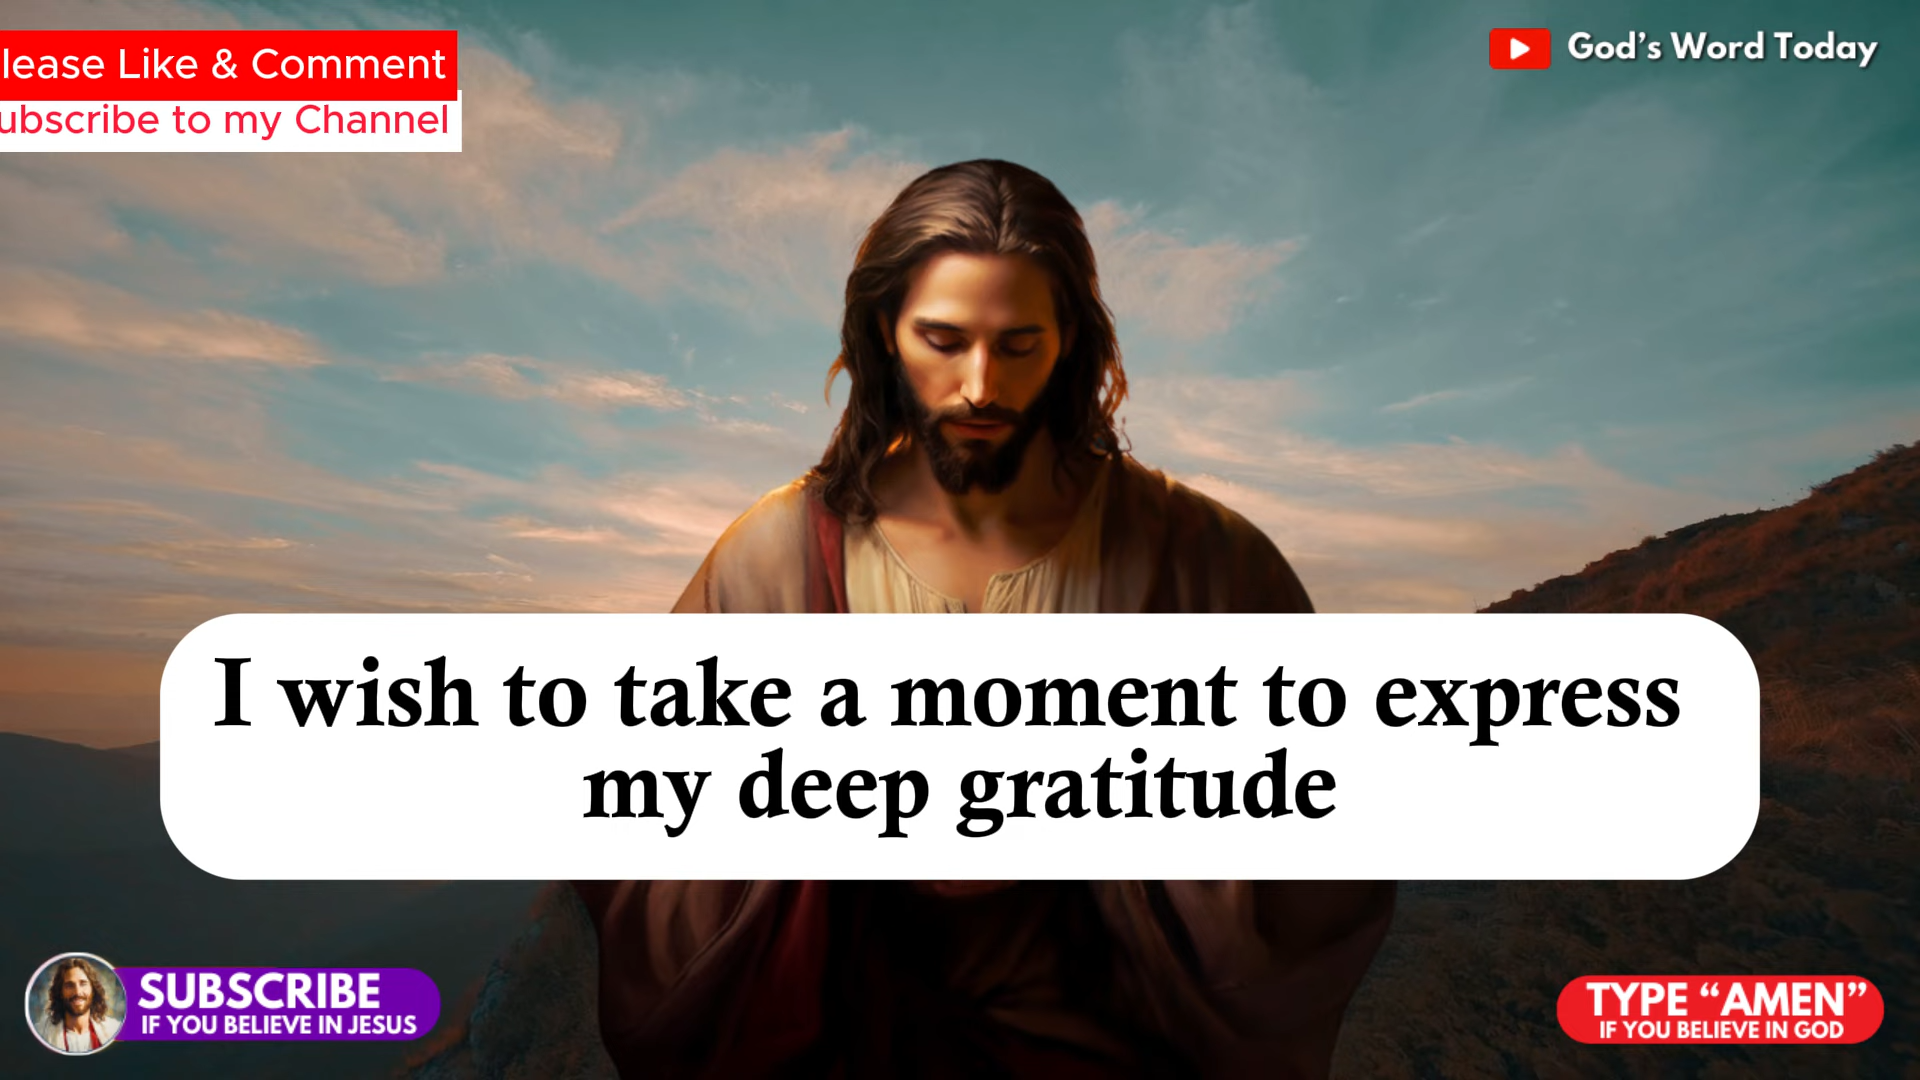 lease Like & Comment
ubscribe to my Channel
God's Word Today
I wish to take a moment to express
my deep gratitude
SUBSCRIBE
IF YOU BELIEVE IN JESUS
TYPE “AMEN”
IF YOU BELIEVE IN GOD